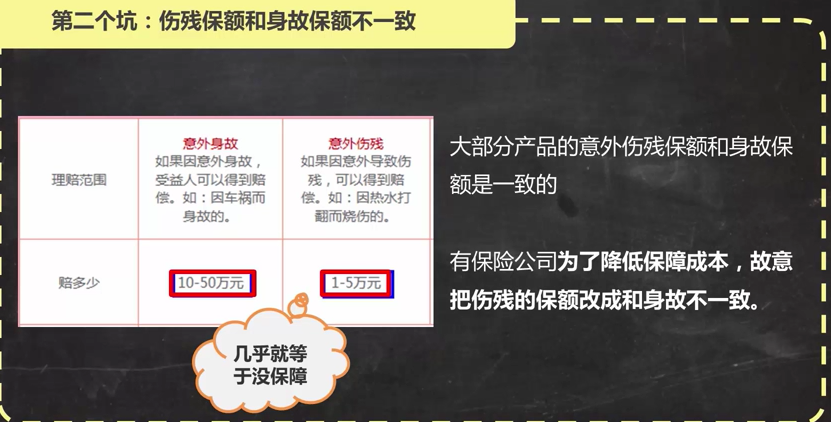 第二个坑：伤残保额和身故保额不一致
理赔范围
意外身故
如果因意外身故，
受益人可以得到赔
偿。如：因车祸而
身故的。
意外伤残
如果因意外导致伤
残，可以得到赔
偿。如：因热水打
翻而烧伤的。
赔多少
10-50万元
1-5万元
几乎就等
于没保障
大部分产品的意外伤残保额和身故保
额是一致的
有保险公司为了降低保障成本，故意
把伤残的保额改成和身故不一致。